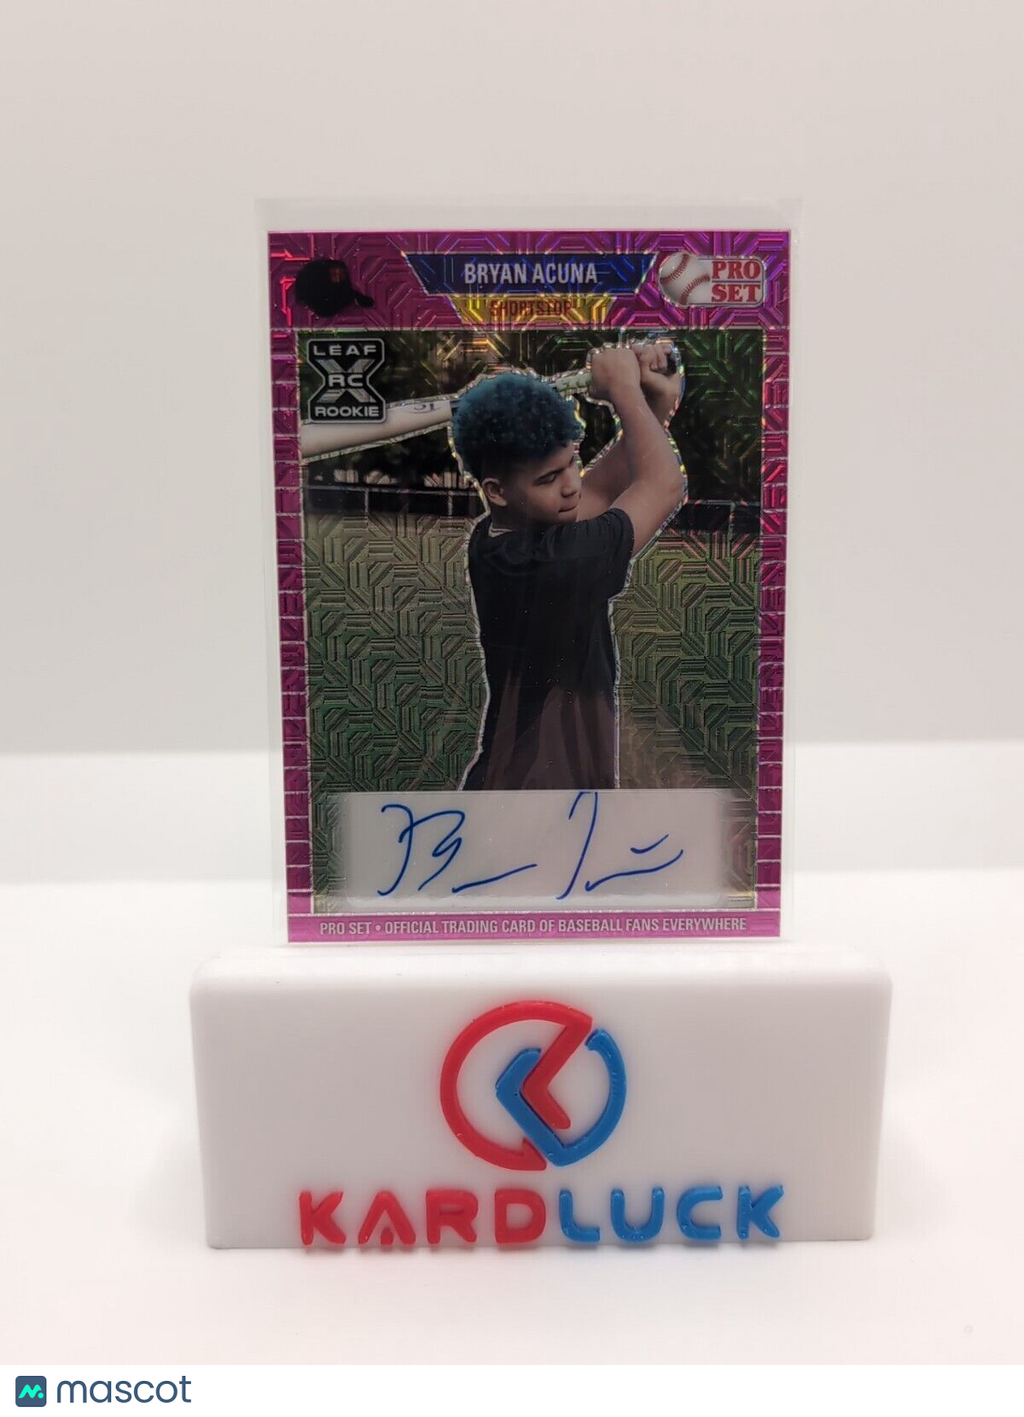 BRYAN ACUNA
PRO
SET
SHORTSTOP
LEAF
RC
ROOKIE
PRO SET • OFFICIAL TRADING CARD OF BASEBALL FANS EVERYWHERE
KARDLUCK
mascot